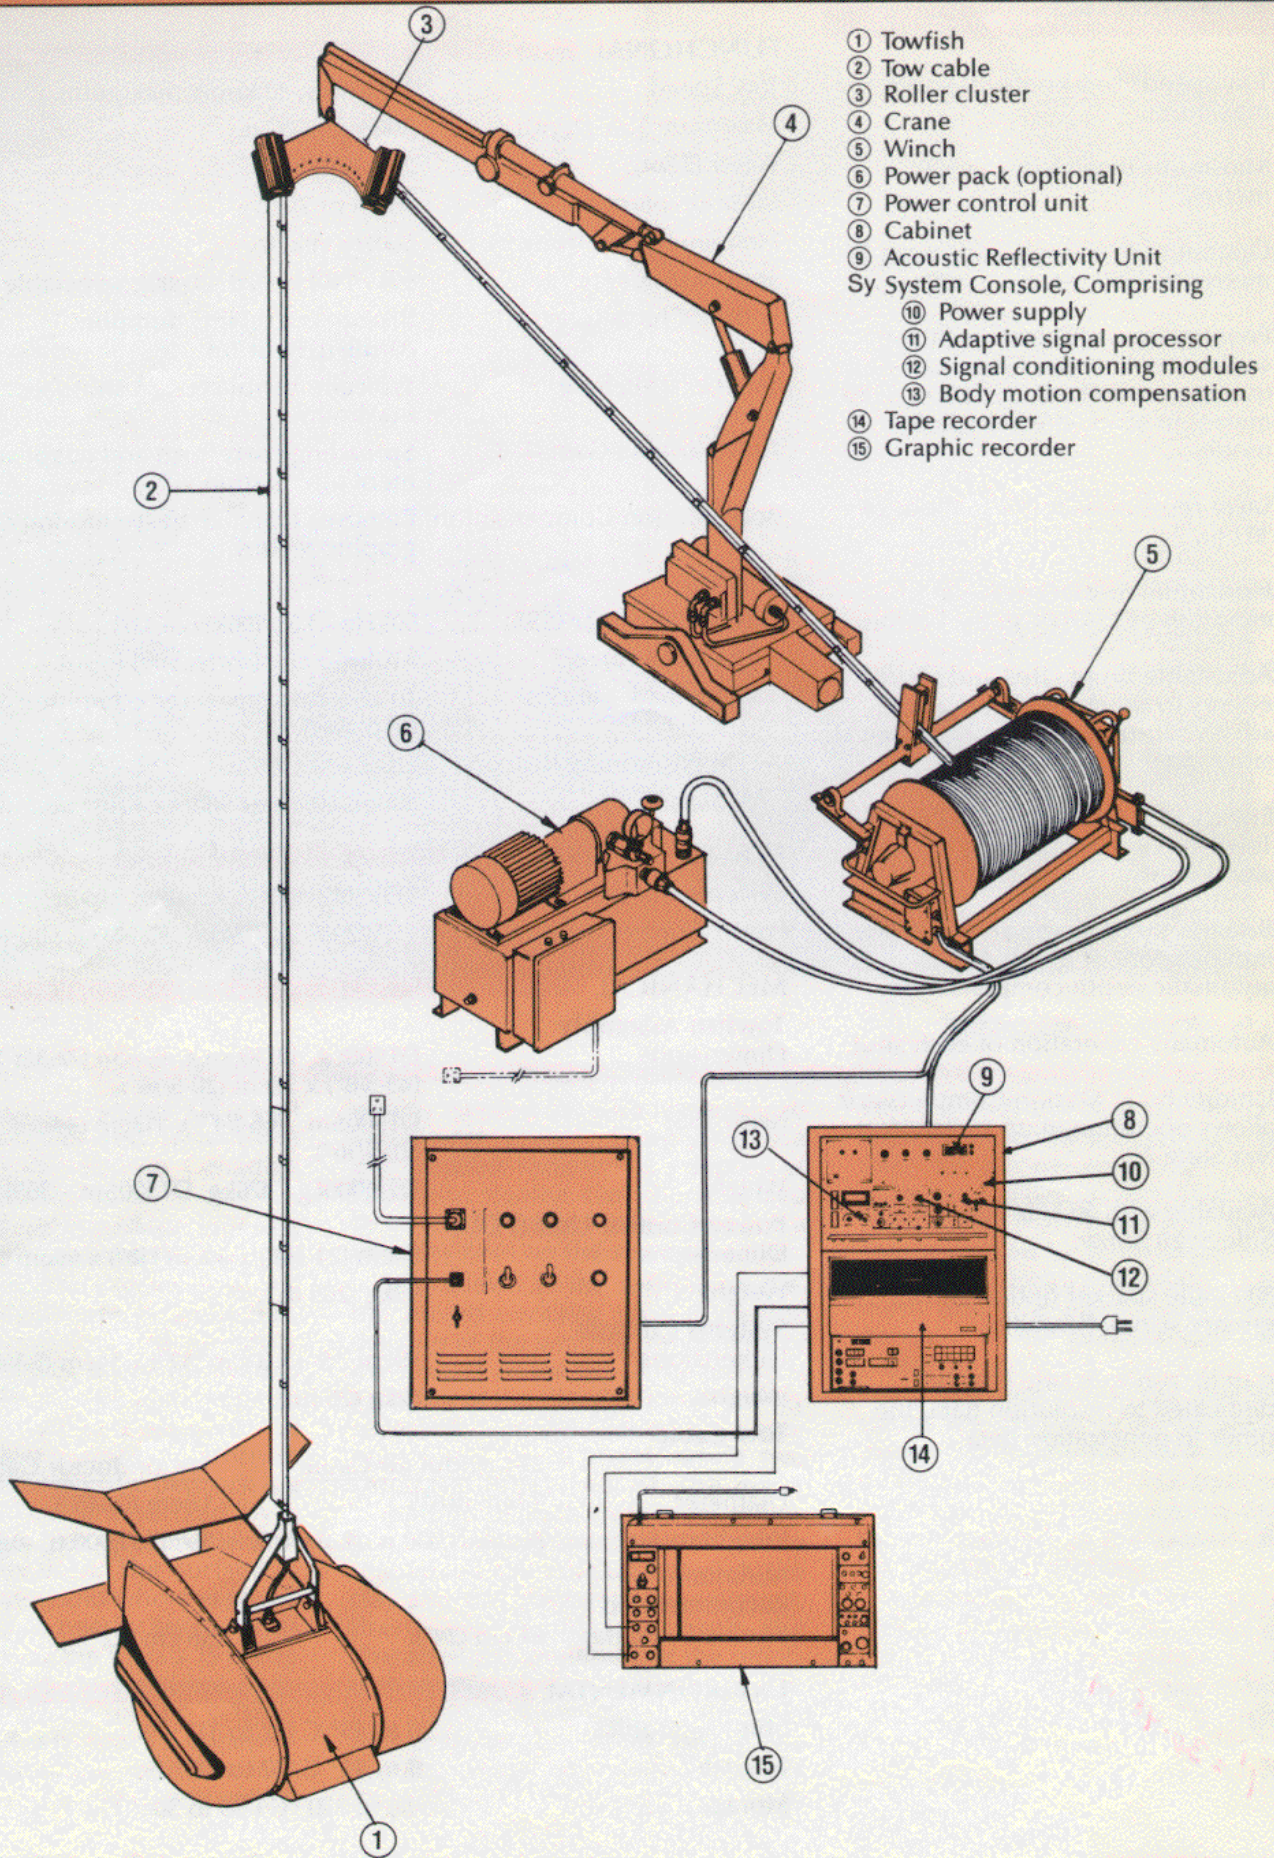 ① Towfish
② Tow cable
③ Roller cluster
④ Crane
⑤ Winch
⑥ Power pack (optional)
⑦ Power control unit
⑧ Cabinet
⑨ Acoustic Reflectivity Unit
Sy System Console, Comprising
⑩ Power supply
⑪ Adaptive signal processor
⑫ Signal conditioning modules
⑬ Body motion compensation
⑭ Tape recorder
⑮ Graphic recorder
③
④
②
⑤
⑥
⑨
⑧
⑬
⑦
⑩
⑪
⑫
⑭
⑮
①